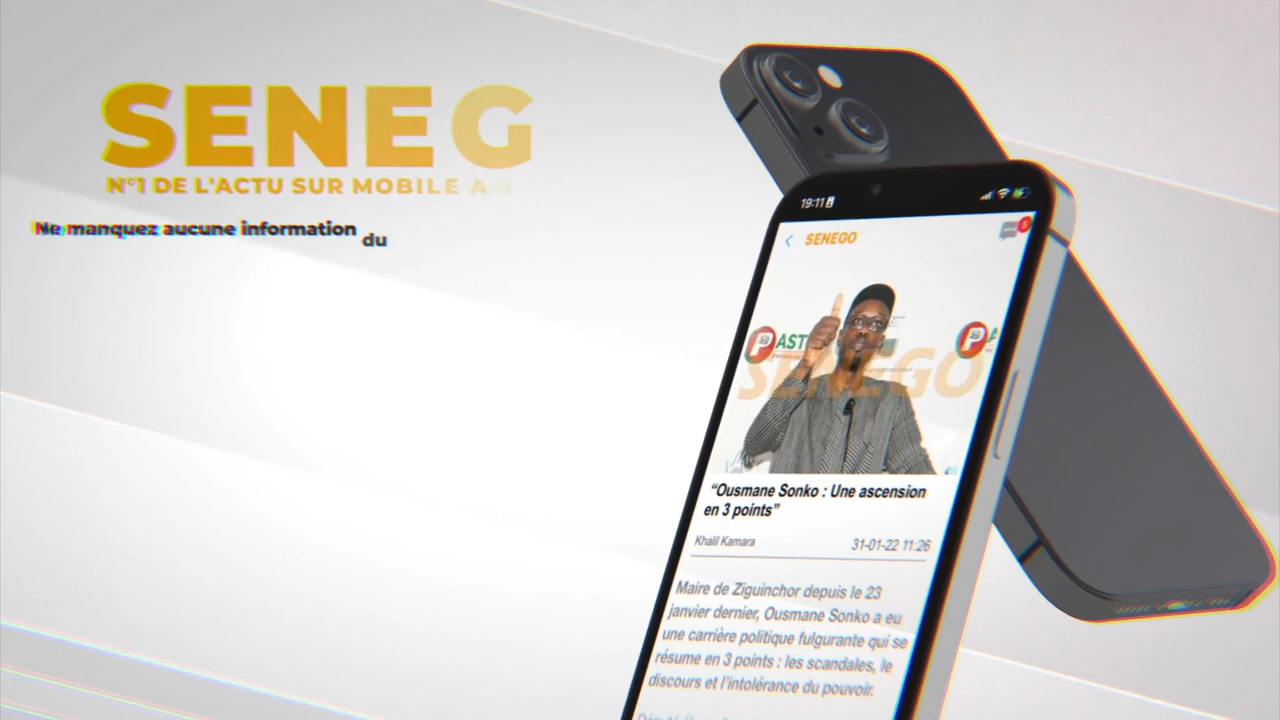 SENEG
N°1 DE L'ACTU SUR MOBILE A
Ne manquez aucune information du
19:11
SENEGO
5
PAST
P
SENEGO
“Ousmane Sonko : Une ascension
en 3 points”
Khalil Kamara
31-01-22 11:26
Maire de Ziguinchor depuis le 23
janvier dernier, Ousmane Sonko a eu
une carrière politique fulgurante qui se
résume en 3 points : les scandales, le
discours et l'intolérance du pouvoir.